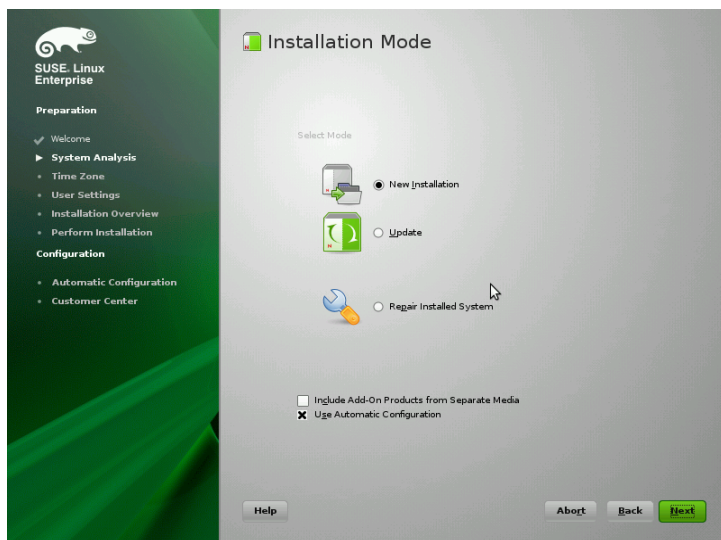 SUSE. Linux
Enterprise
Preparation
Welcome
System Analysis
Time Zone
User Settings
Installation Overview
Perform Installation
Configuration
Automatic Configuration
Customer Center
Installation Mode
Select Mode
New Installation
Update
Repair Installed System
Include Add-On Products from Separate Media
Use Automatic Configuration
Help
Abort
Back
Next